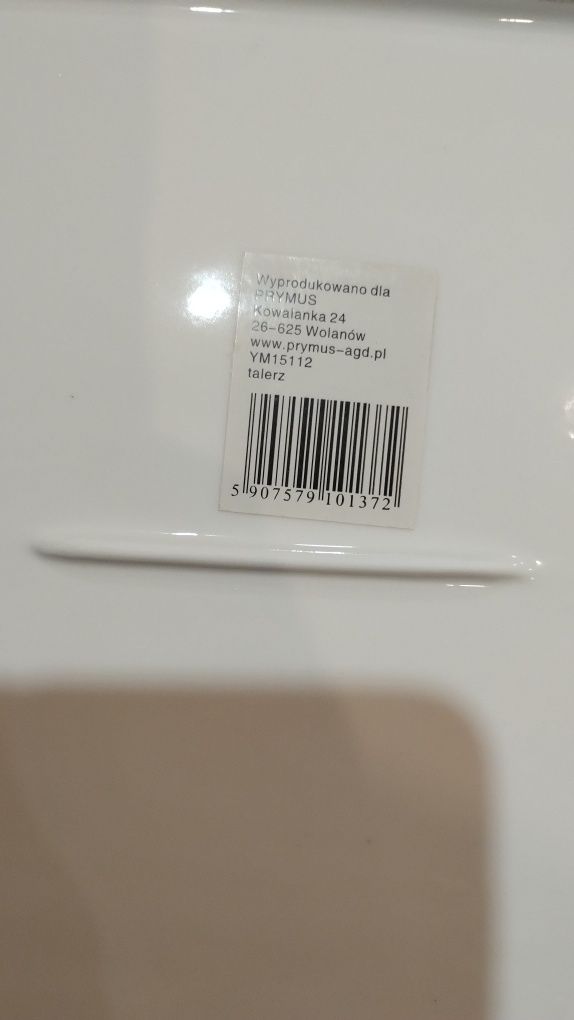 Wyprodukowano dla
PRYMUS
Kowalanka 24
26-625 Wolanów
www.prymus-agd.pl
YM15112
talerz
5 907579 101372